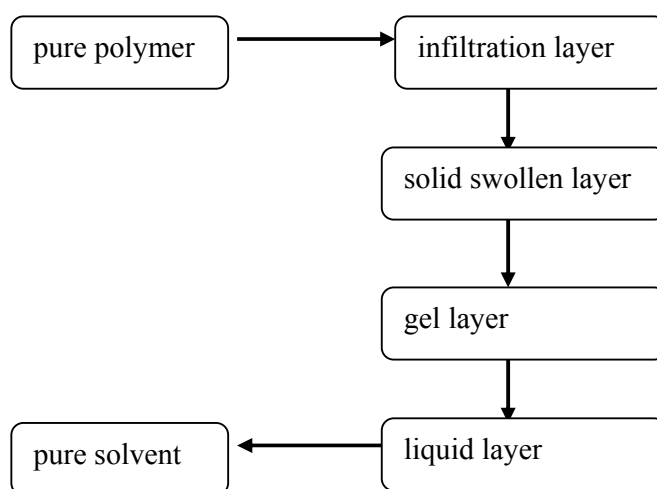 pure polymer
infiltration layer
solid swollen layer
gel layer
liquid layer
pure solvent